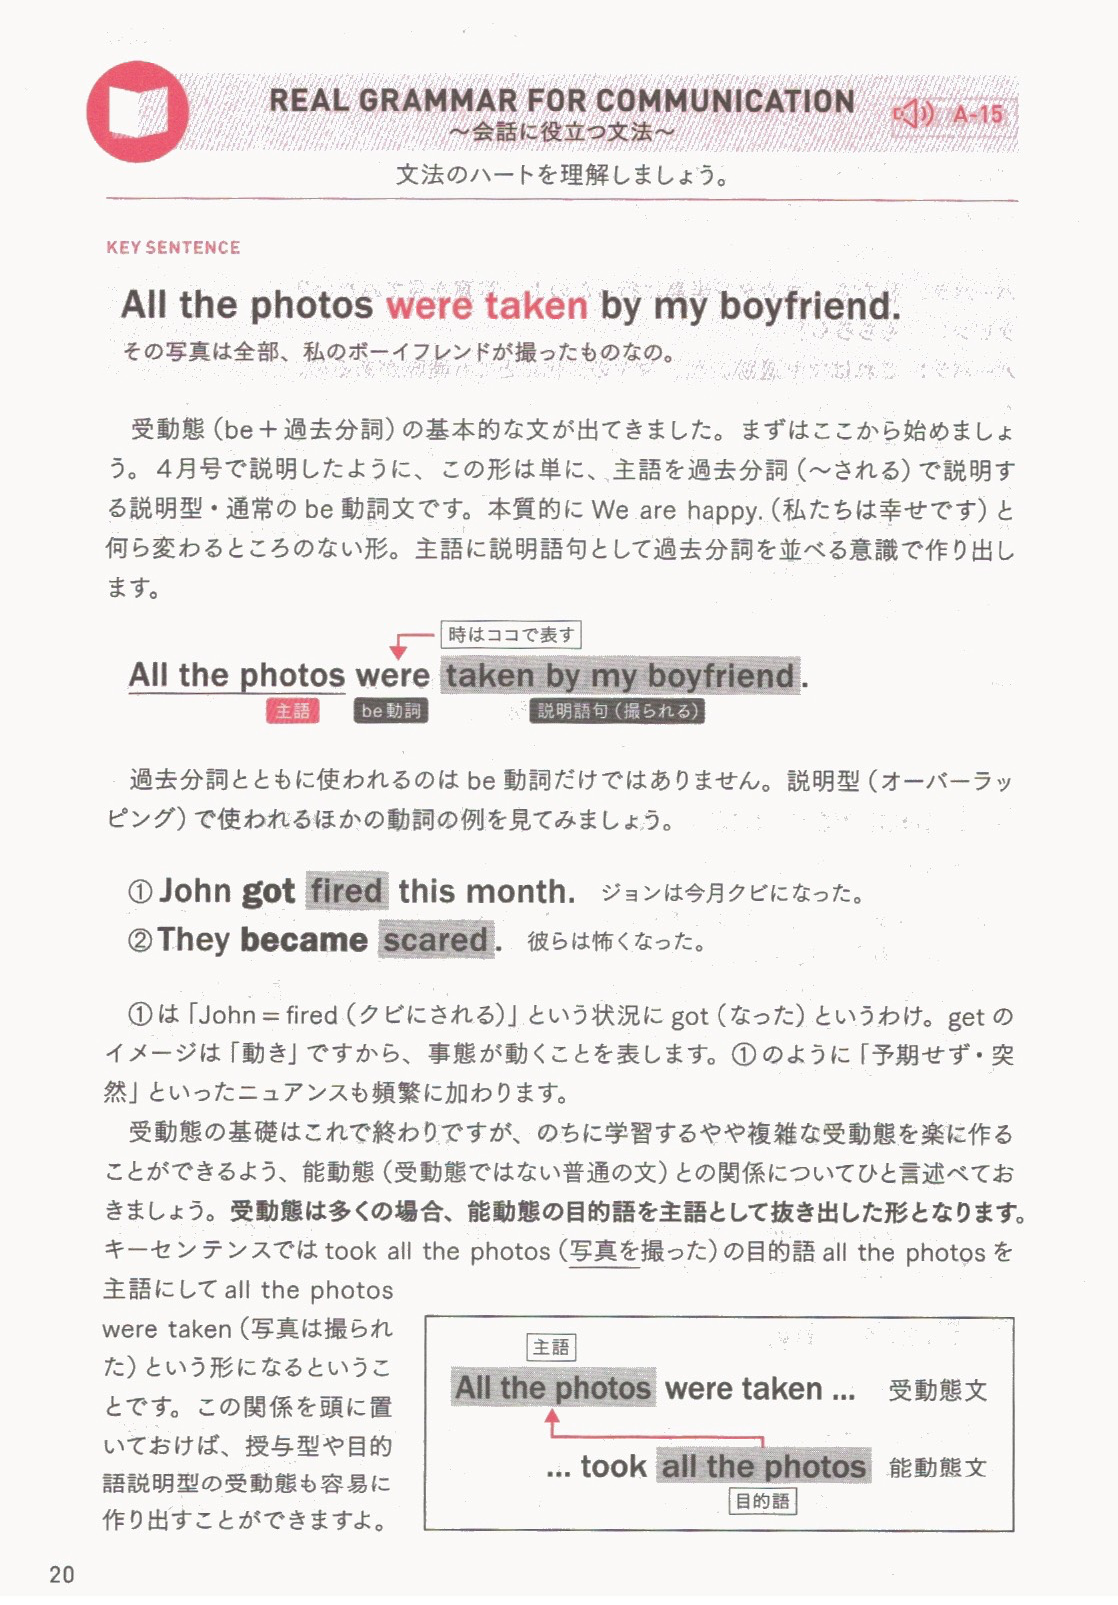 REAL GRAMMAR FOR COMMUNICATION
A-15
〜会話に役立つ文法〜
文法のハートを理解しましょう。
KEY SENTENCE
All the photos were taken by my boyfriend.
その写真は全部、私のボーイフレンドが撮ったものなの。
受動態（be＋過去分詞）の基本的な文が出てきました。まずはここから始めましょ
う。4月号で説明したように、この形は単に、主語を過去分詞（〜される）で説明す
る説明型・通常の be 動詞文です。本質的に We are happy.（私たちは幸せです）と
何ら変わるところのない形。主語に説明語句として過去分詞を並べる意識で作り出し
ます。
時はココで表す
All the photos were taken by my boyfriend.
主語 be動詞 説明語句（撮られる）
過去分詞とともに使われるのは be 動詞だけではありません。説明型（オーバーラッ
ピング）で使われるほかの動詞の例を見てみましょう。
①John got fired this month. ジョンは今月クビになった。
②They became scared. 彼らは怖くなった。
①は「John＝fired（クビにされる）」という状況に got（なった）というわけ。get の
イメージは「動き」ですから、事態が動くことを表します。①のように「予期せず・突
然」といったニュアンスも頻繁に加わります。
受動態の基礎はこれで終わりですが、のちに学習するやや複雑な受動態を楽に作る
ことができるよう、能動態（受動態ではない普通の文）との関係についてひと言述べてお
きましょう。受動態は多くの場合、能動態の目的語を主語として抜き出した形となります。
キーセンテンスでは took all the photos（写真を撮った）の目的語 all the photos を
主語にして all the photos
were taken（写真は撮られ
た）という形になるというこ
とです。この関係を頭に置
いておけば、授与型や目的
語説明型の受動態も容易に
作り出すことができますよ。
主語
All the photos were taken ... 受動態文
... took all the photos 能動態文
目的語
20